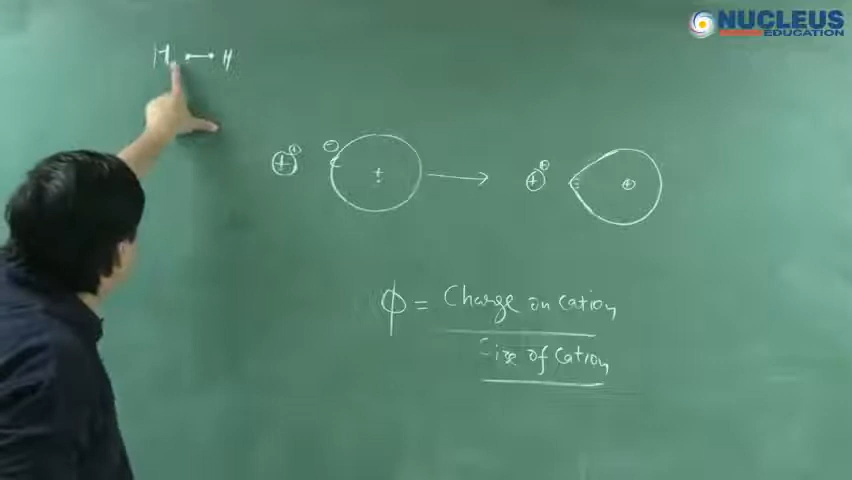 NUCLEUS
EDUCATION
H •—• H
+ + − + → + + +
φ = Charge on cation
Size of Cation